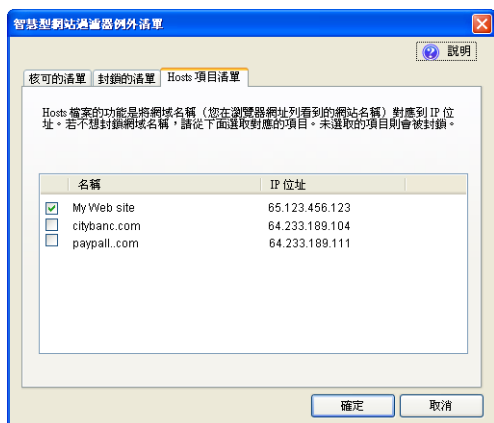 智慧型網站過濾器例外清單
說明
核可的清單 封鎖的清單 Hosts 項目清單
Hosts 檔案的功能是將網域名稱（您在瀏覽器網址列看到的網站名稱）對應到 IP 位
址。若不想封鎖網域名稱，請從下面選取對應的項目。未選取的項目則會被封鎖。
名稱 IP 位址
My Web site 65.123.456.123
citybanc.com 64.233.189.104
paypall..com 64.233.189.111
確定 取消